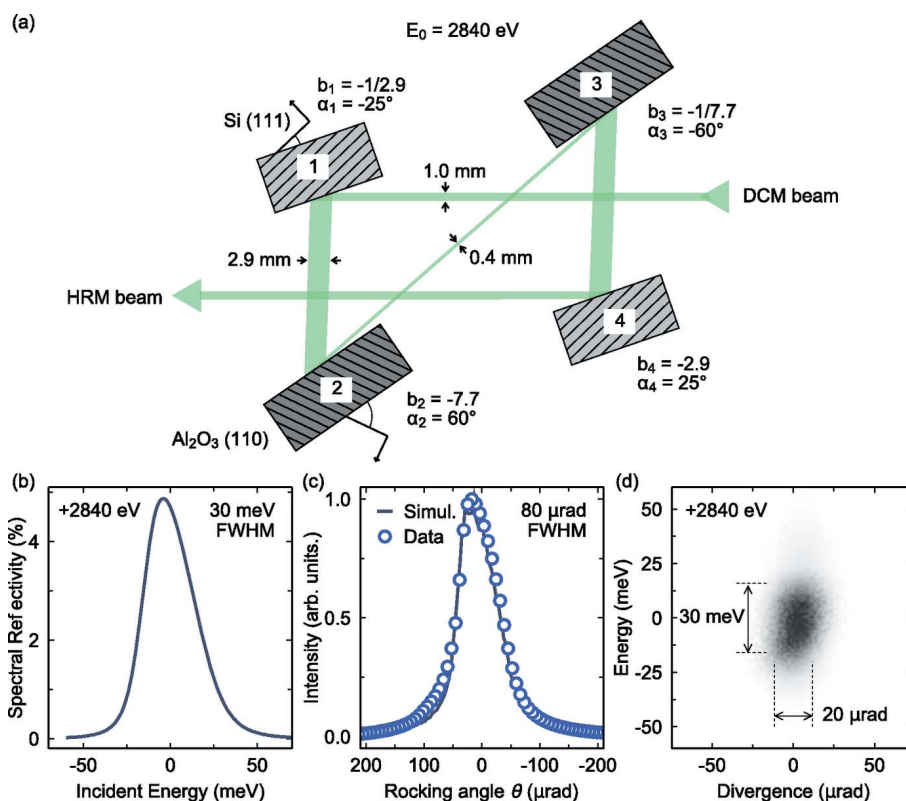 (a)
E₀ = 2840 eV
b₁ = -1/2.9
α₁ = -25°
Si (111)
1
3
b₃ = -1/7.7
α₃ = -60°
1.0 mm
DCM beam
2.9 mm
0.4 mm
HRM beam
4
2
b₂ = -7.7
α₂ = 60°
b₄ = -2.9
α₄ = 25°
Al₂O₃ (110)
(b)
+2840 eV
30 meV
FWHM
Spectral Ref ectivity (%)
4
2
0
-50
0
50
Incident Energy (meV)
(c)
Simul.
Data
80 µrad
FWHM
Intensity (arb. units.)
1.0
0.5
0.0
200
100
0
-100
-200
Rocking angle θ (µrad)
(d)
+2840 eV
Energy (meV)
50
25
0
-25
-50
30 meV
20 µrad
-50
0
50
Divergence (µrad)